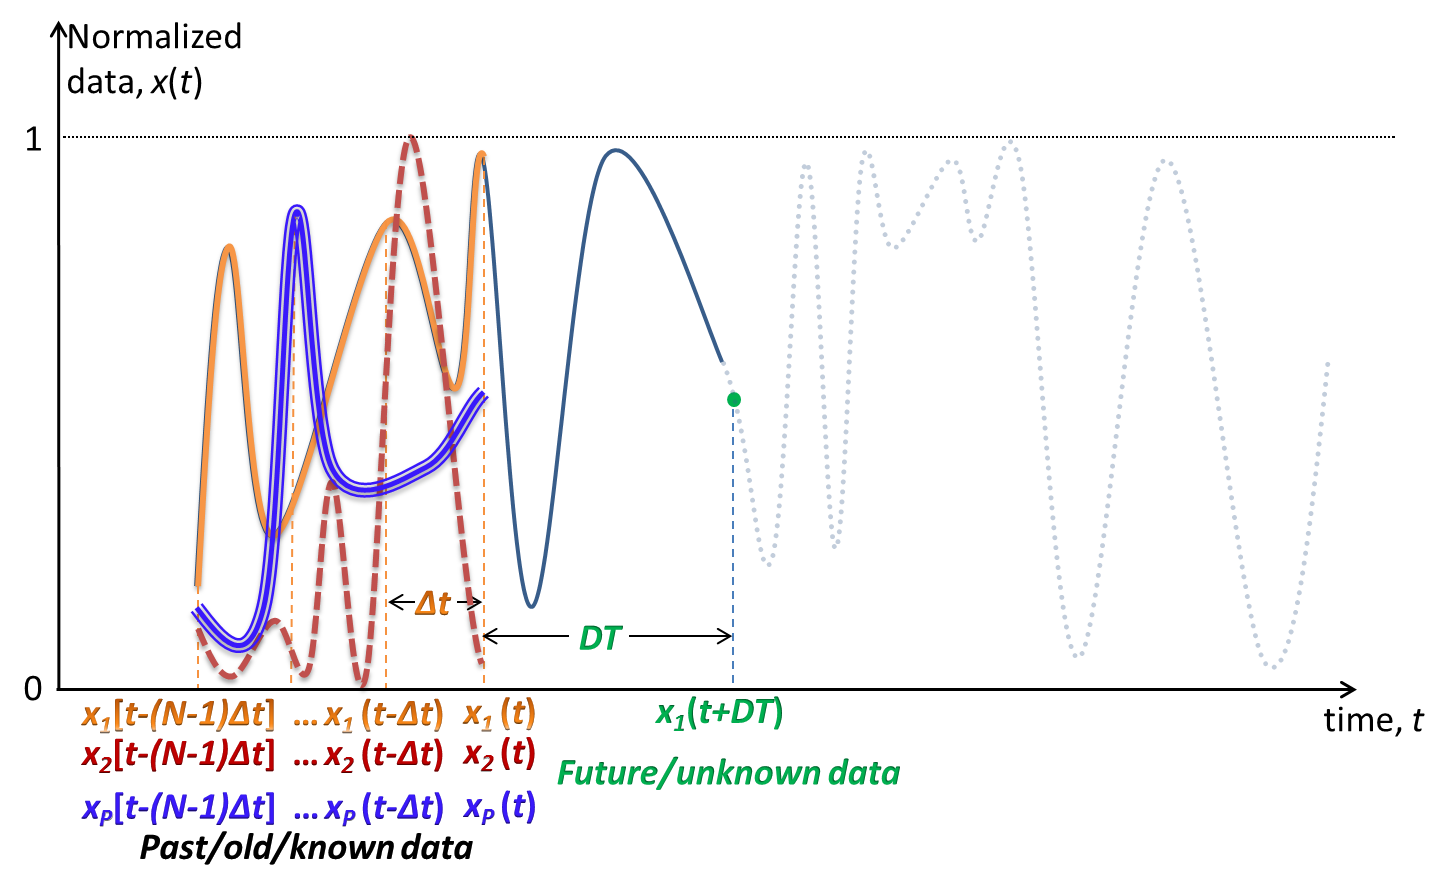 Normalized
data, x(t)
1
Δt
DT
0
x1[t-(N-1)Δt] ...x1 (t-Δt) x1 (t) x1(t+DT)
time, t
x2[t-(N-1)Δt] ...x2 (t-Δt) x2 (t)
Future/unknown data
xP[t-(N-1)Δt] ...xP (t-Δt) xP (t)
Past/old/known data